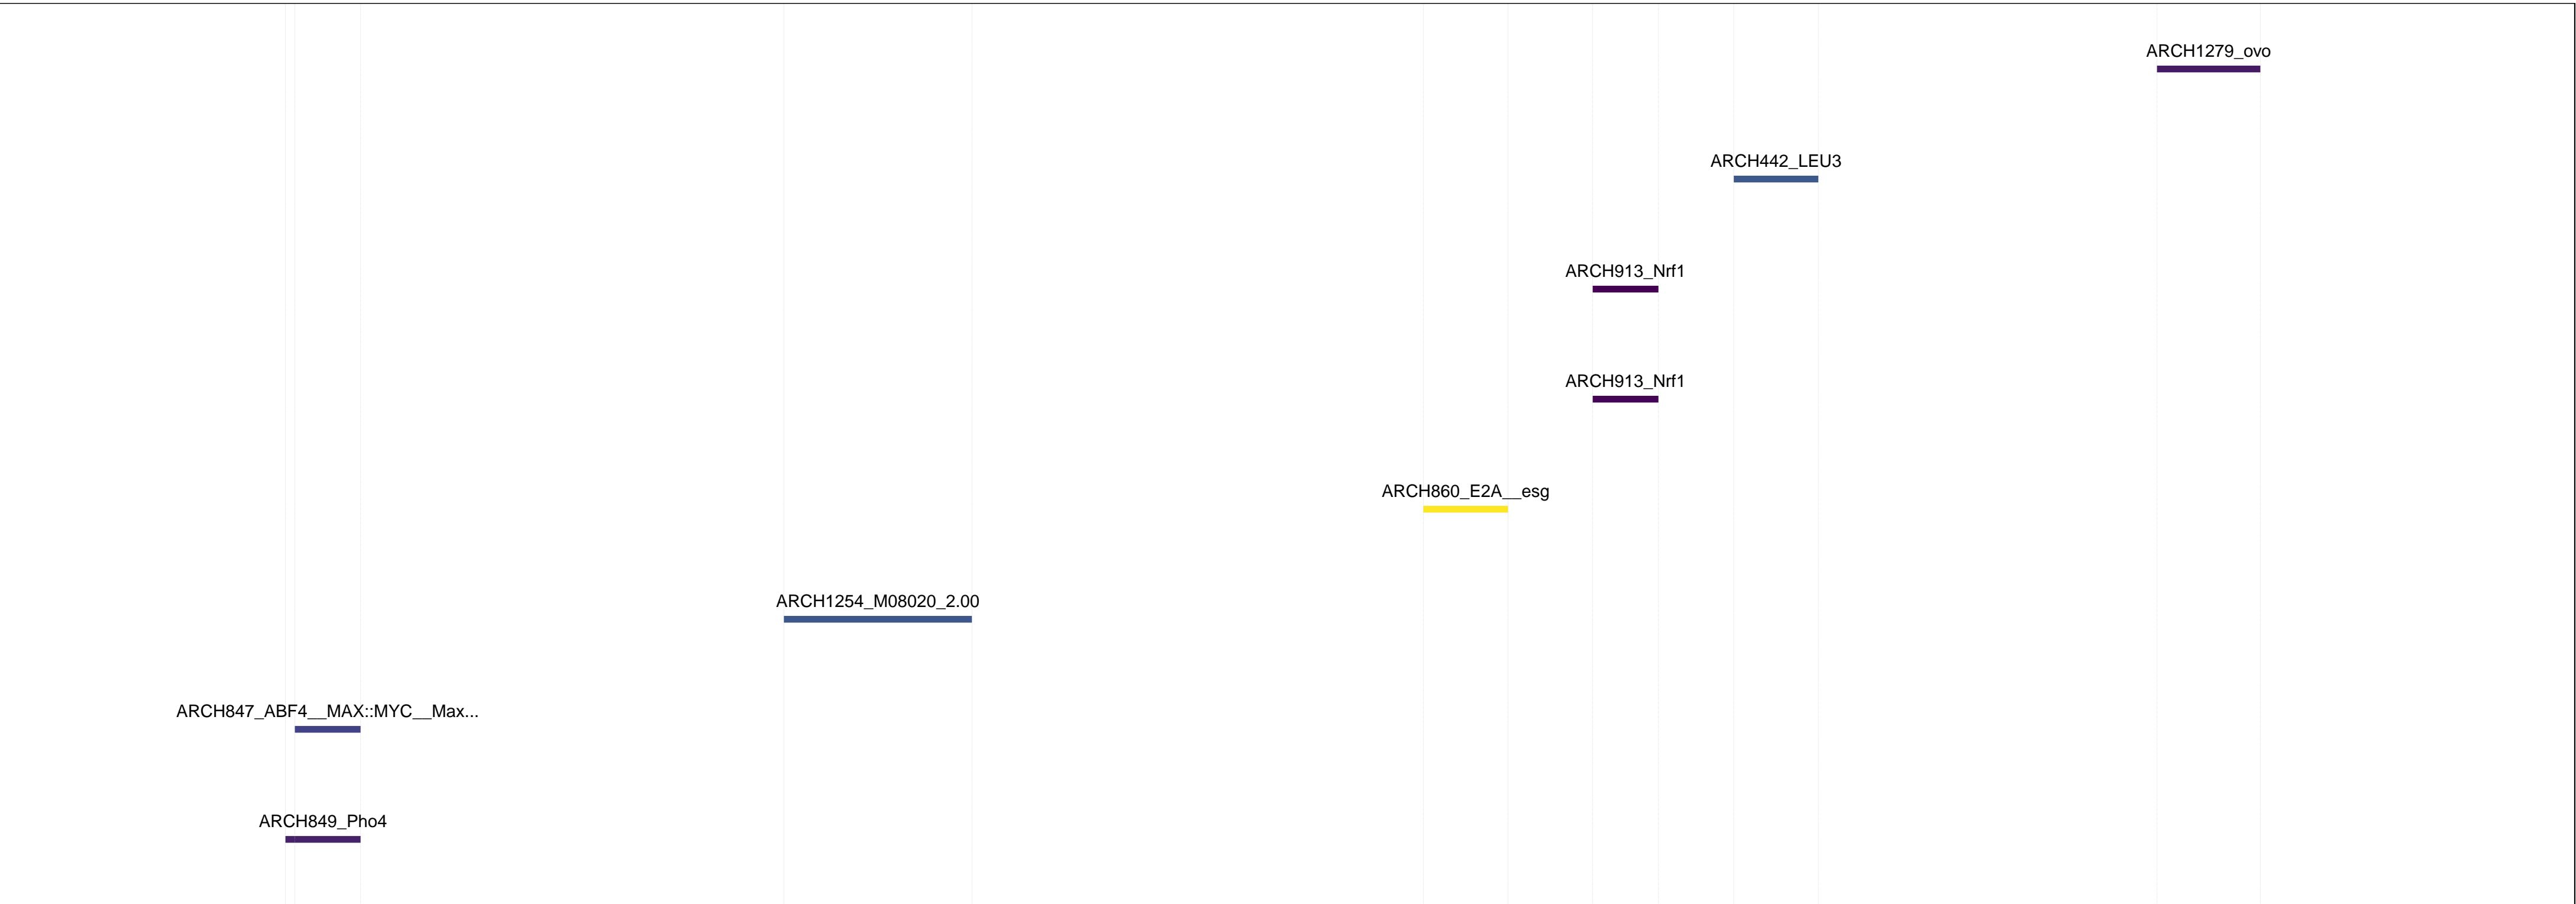 ARCH1279_ovo
ARCH442_LEU3
ARCH913_Nrf1
ARCH913_Nrf1
ARCH860_E2A__esg
ARCH1254_M08020_2.00
ARCH847_ABF4__MAX::MYC__Max...
ARCH849_Pho4